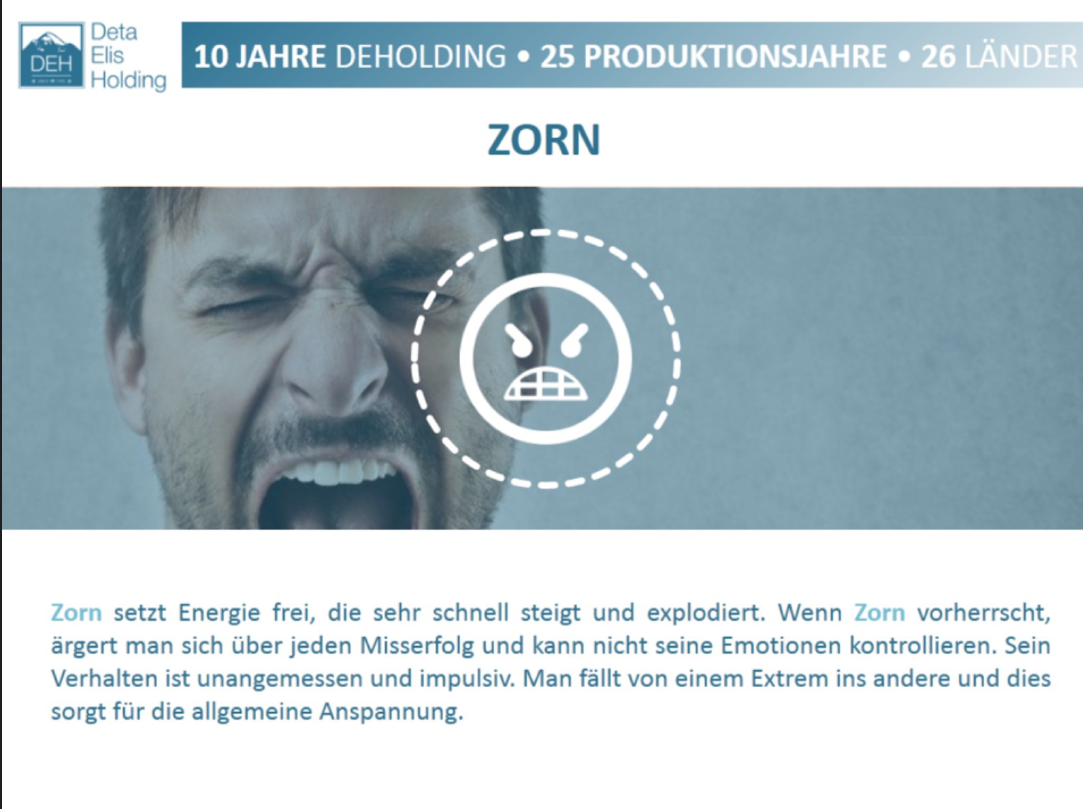 Deta
Elis
Holding
DEH
10 JAHRE DEHOLDING • 25 PRODUKTIONSJAHRE • 26 LÄNDER
ZORN
Zorn setzt Energie frei, die sehr schnell steigt und explodiert. Wenn Zorn vorherrscht,
ärgert man sich über jeden Misserfolg und kann nicht seine Emotionen kontrollieren. Sein
Verhalten ist unangemessen und impulsiv. Man fällt von einem Extrem ins andere und dies
sorgt für die allgemeine Anspannung.